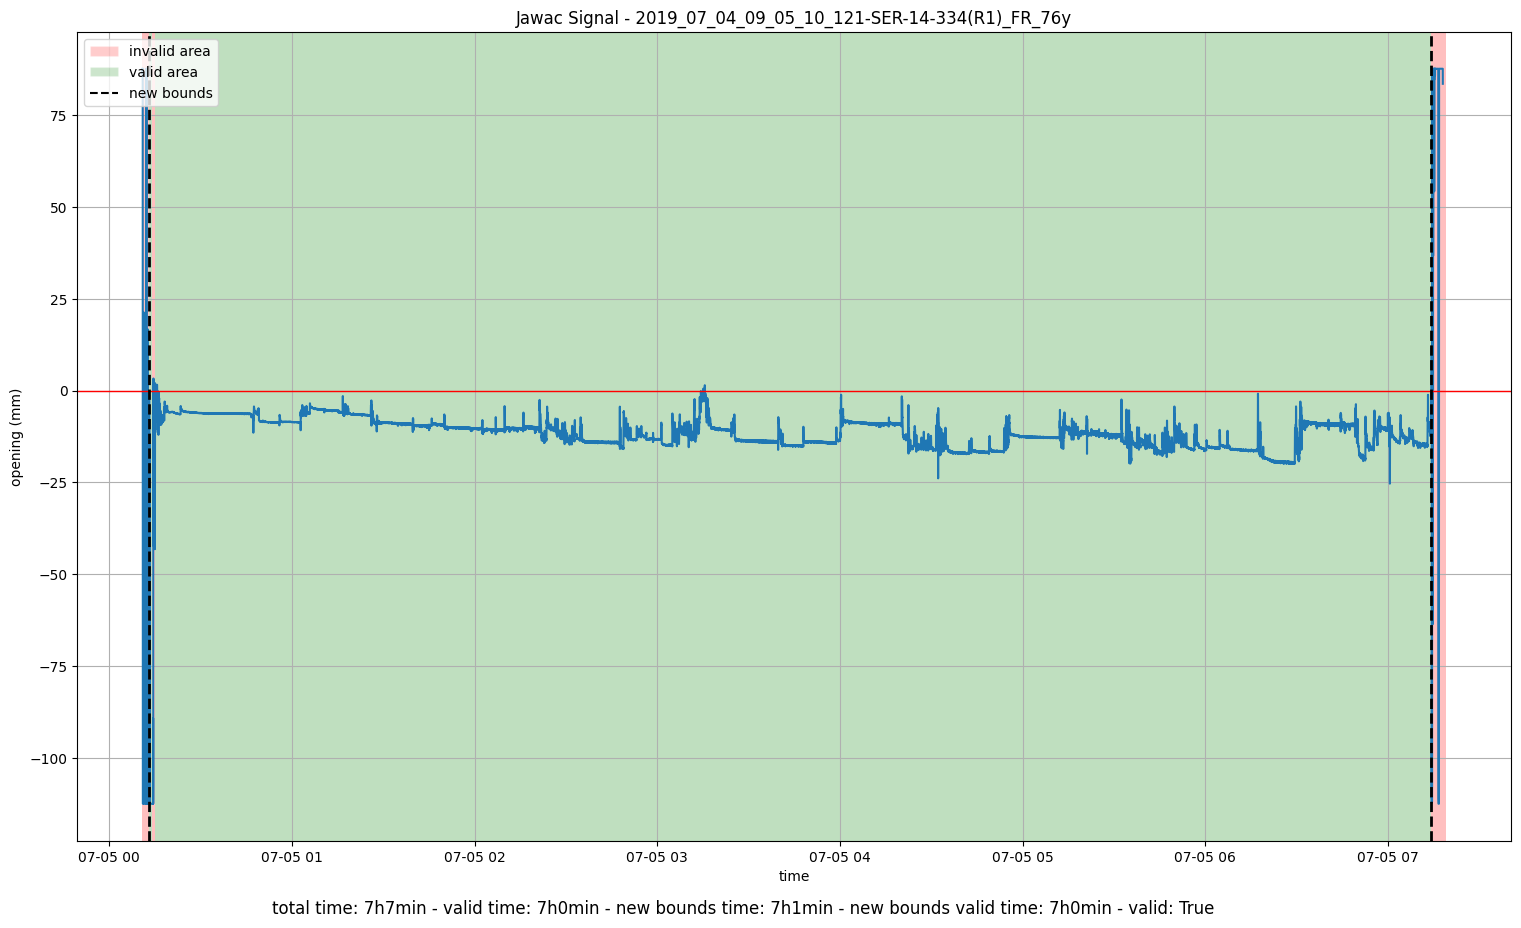 Jawac Signal - 2019_07_04_09_05_10_121-SER-14-334(R1)_FR_76y
invalid area
valid area
new bounds
75
50
25
0
−25
−50
−75
−100
opening (mm)
07-05 00
07-05 01
07-05 02
07-05 03
07-05 04
07-05 05
07-05 06
07-05 07
time
total time: 7h7min - valid time: 7h0min - new bounds time: 7h1min - new bounds valid time: 7h0min - valid: True